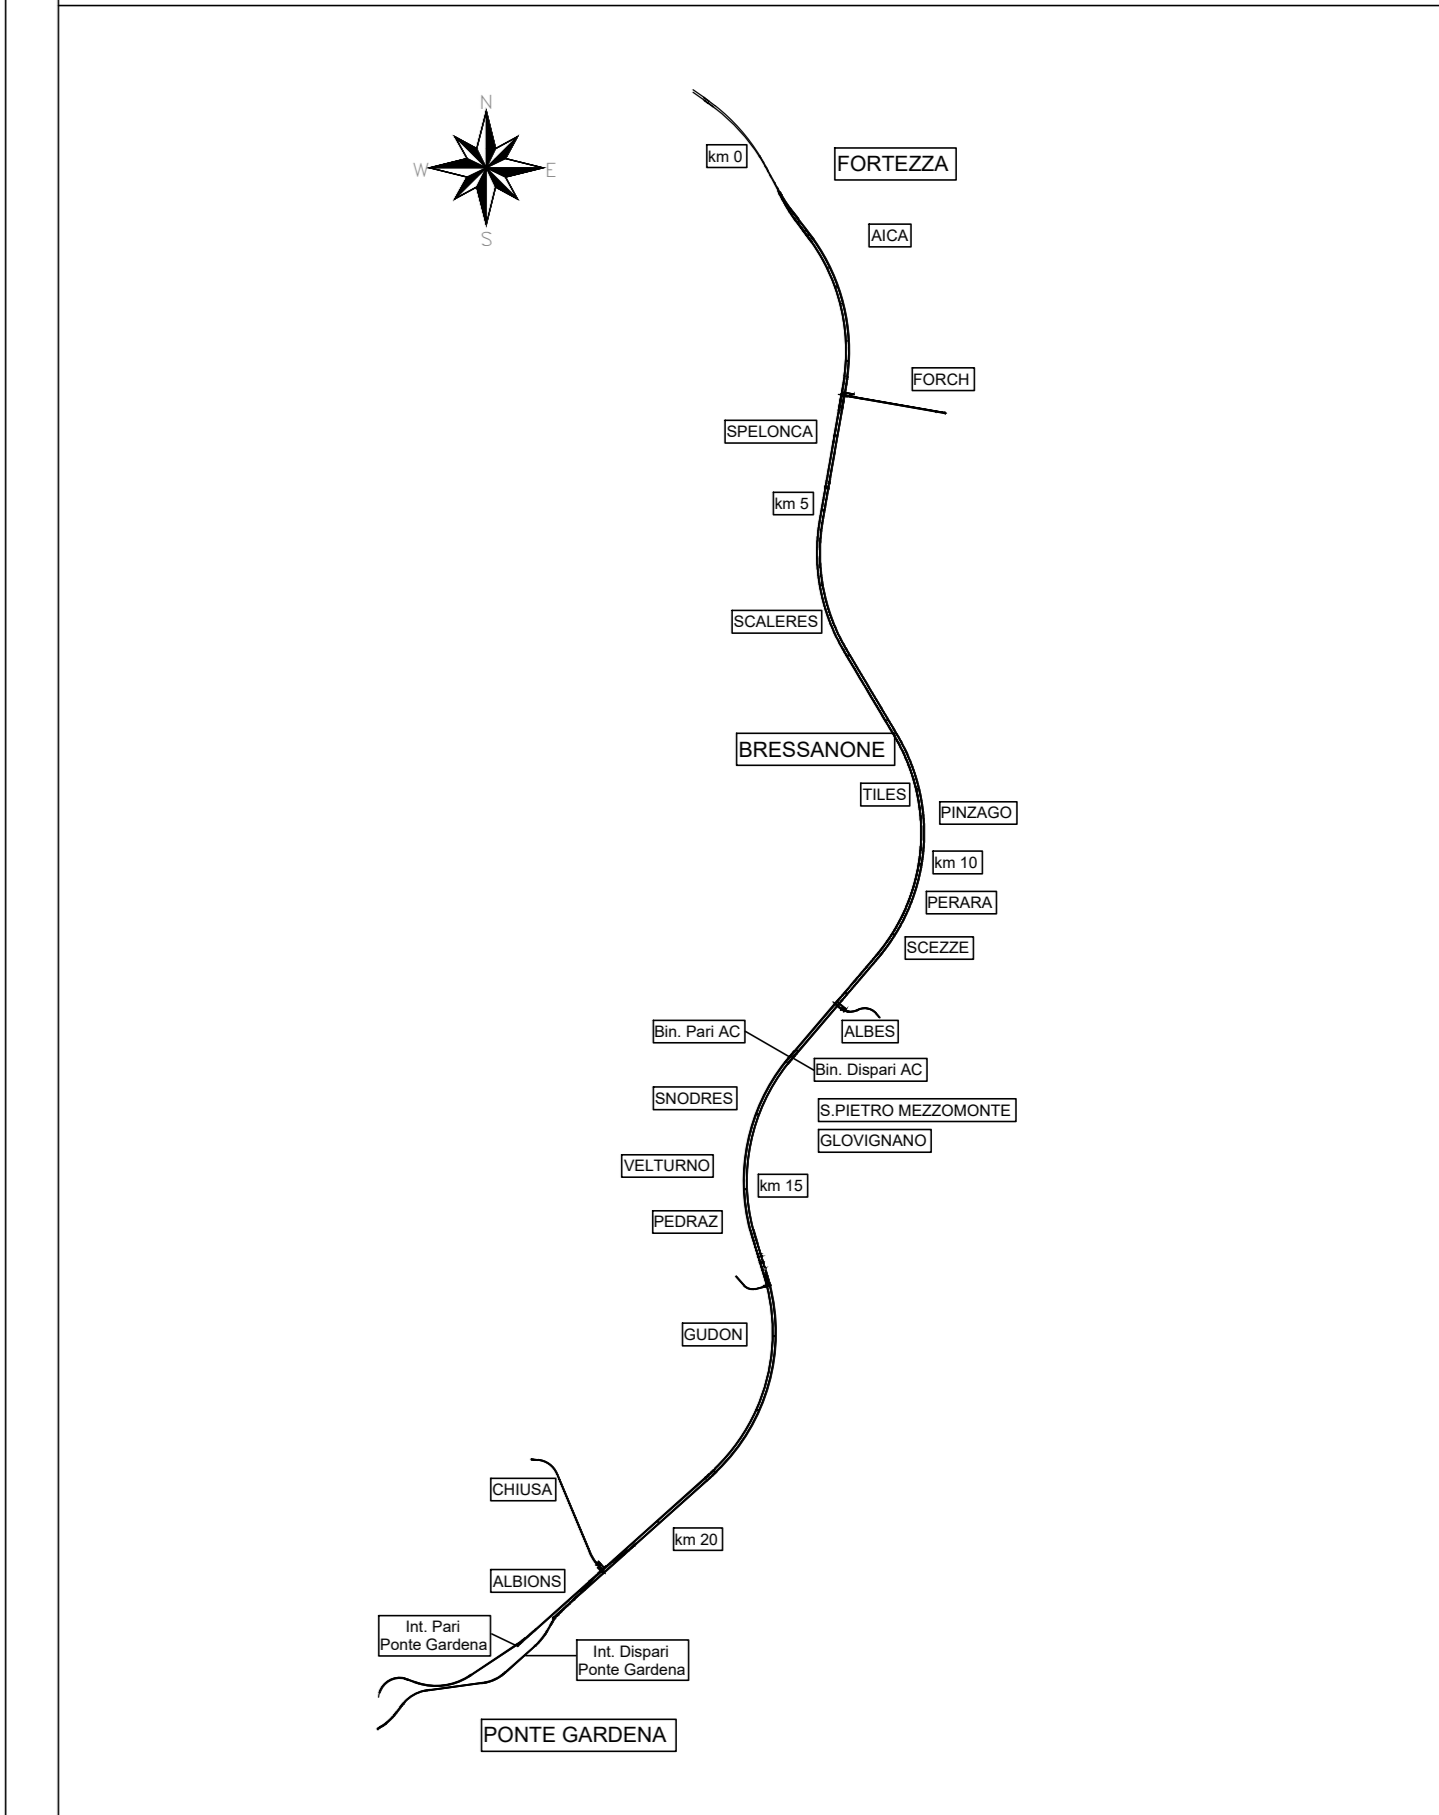 N
W
E
S
km 0
FORTEZZA
AICA
FORCH
SPELONCA
km 5
SCALERES
BRESSANONE
TILES
PINZAGO
km 10
PERARA
SCEZZE
Bin. Pari AC
ALBES
Bin. Dispari AC
SNODRES
S.PIETRO MEZZOMONTE
GLOVIGNANO
VELTURNO
km 15
PEDRAZ
GUDON
CHIUSA
km 20
ALBIONS
Int. Pari
Ponte Gardena
Int. Dispari
Ponte Gardena
PONTE GARDENA